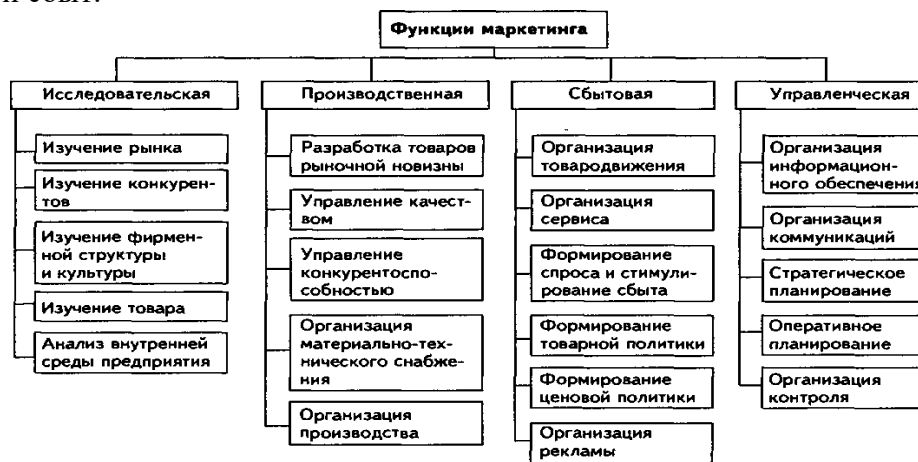 и сбыт.
Функции маркетинга
Исследовательская
Изучение рынка
Изучение конкурен-
тов
Изучение фирмен-
ной структуры
и культуры
Изучение товара
Анализ внутренней
среды предприятия
Производственная
Разработка товаров
рыночной новизны
Управление качест-
вом
Управление
конкурентоспо-
собностью
Организация
материально-тех-
нического снабже-
ния
Организация
производства
Сбытовая
Организация
товародвижения
Организация
сервиса
Формирование
спроса и стимули-
рование сбыта
Формирование
товарной политики
Формирование
ценовой политики
Организация
рекламы
Управленческая
Организация
информацион-
ного обеспечения
Организация
коммуникаций
Стратегическое
планирование
Оперативное
планирование
Организация
контроля